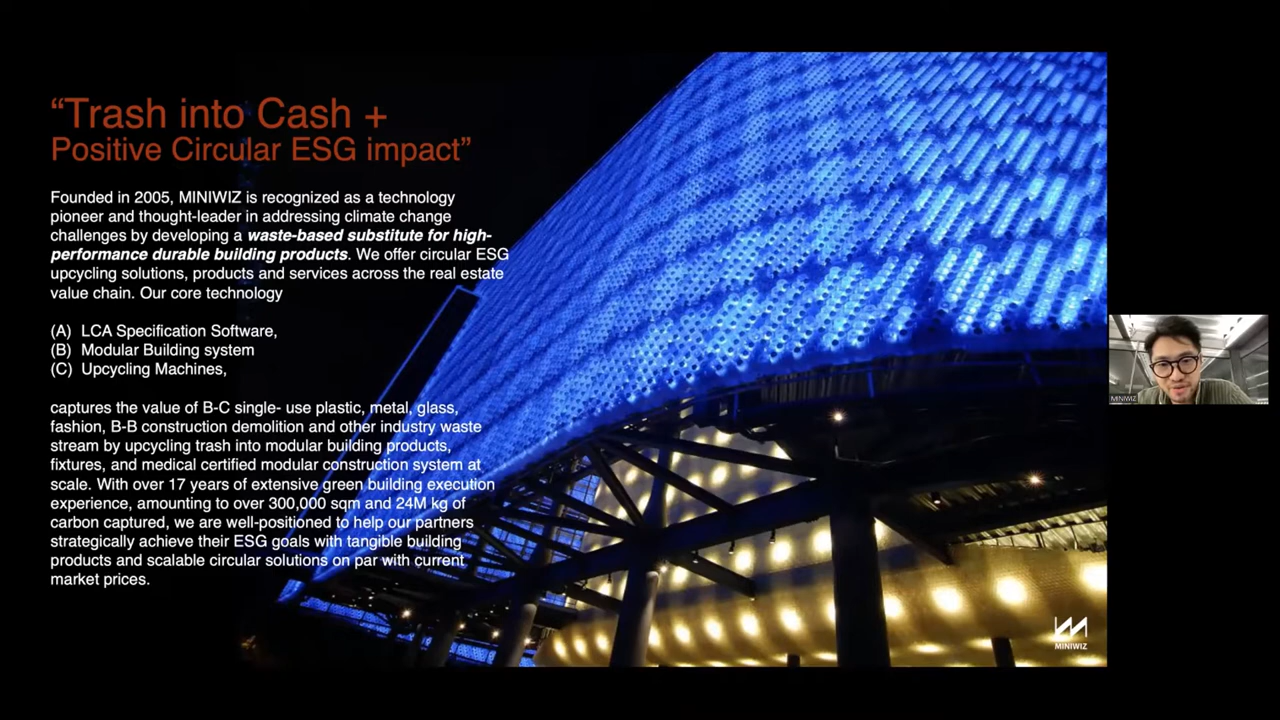 “Trash into Cash +
Positive Circular ESG impact”
Founded in 2005, MINIWIZ is recognized as a technology
pioneer and thought-leader in addressing climate change
challenges by developing a waste-based substitute for high-
performance durable building products. We offer circular ESG
upcycling solutions, products and services across the real estate
value chain. Our core technology
(A) LCA Specification Software,
(B) Modular Building system
(C) Upcycling Machines,
captures the value of B-C single- use plastic, metal, glass,
fashion, B-B construction demolition and other industry waste
stream by upcycling trash into modular building products,
fixtures, and medical certified modular construction system at
scale. With over 17 years of extensive green building execution
experience, amounting to over 300,000 sqm and 24M kg of
carbon captured, we are well-positioned to help our partners
strategically achieve their ESG goals with tangible building
products and scalable circular solutions on par with current
market prices.
MINIWIZ
MINIWIZ